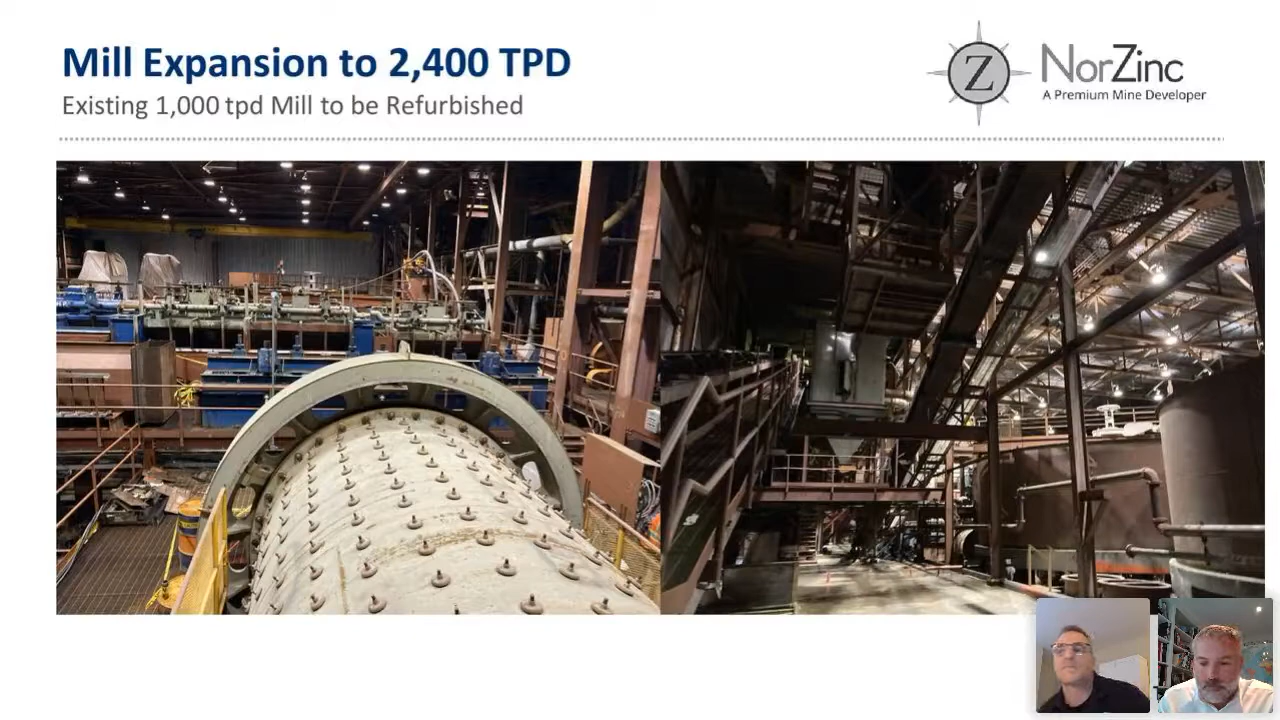 Mill Expansion to 2,400 TPD
Existing 1,000 tpd Mill to be Refurbished
Z
NorZinc
A Premium Mine Developer